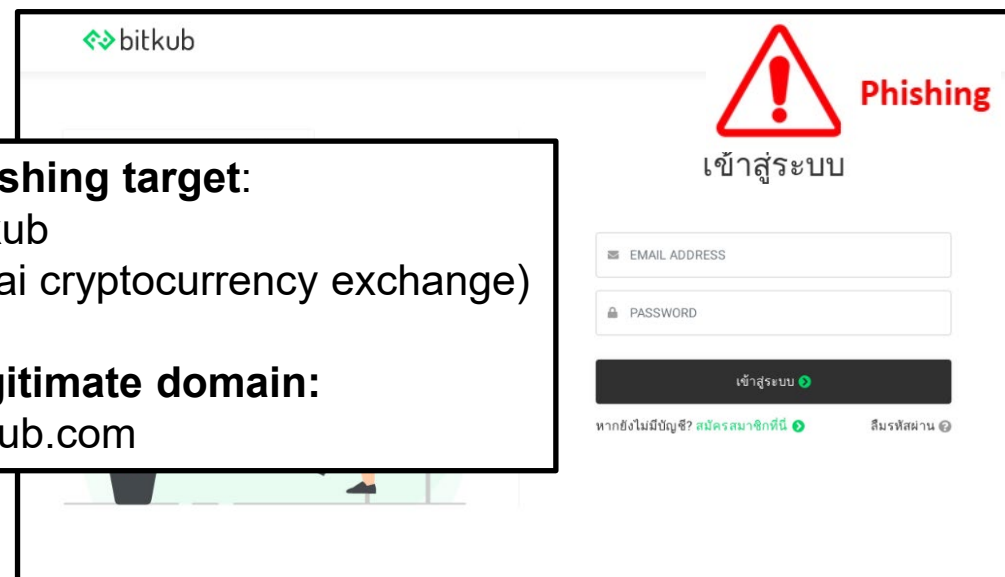 bitkub
Phishing
เข้าสู่ระบบ
shing target:
ub
ai cryptocurrency exchange)
gitimate domain:
ub.com
EMAIL ADDRESS
PASSWORD
เข้าสู่ระบบ
หากยังไม่มีบัญชี? สมัครสมาชิกที่นี่
ลืมรหัสผ่าน